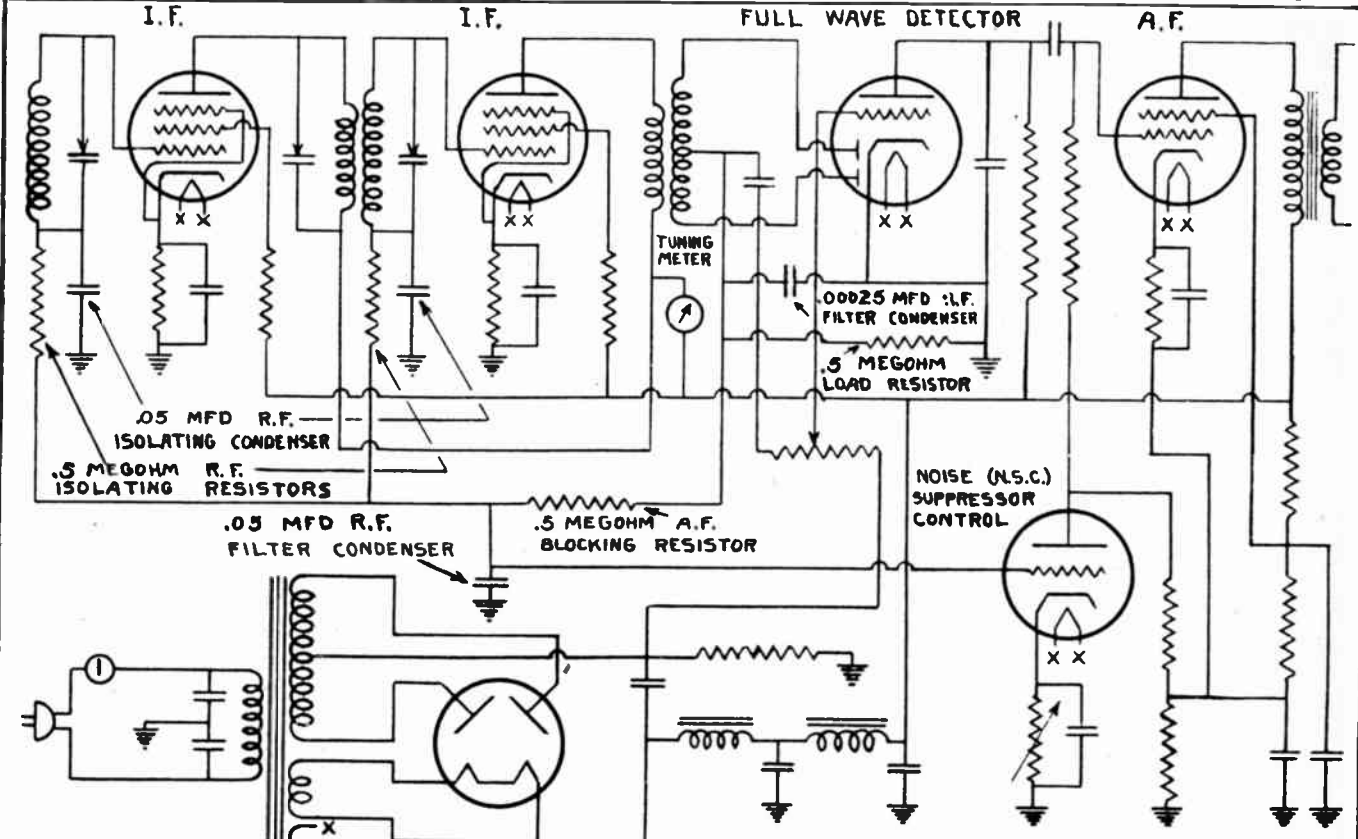 I.F.
I.F.
FULL WAVE DETECTOR
A.F.
X X
X X
X X
X X
TUNING
METER
.00025 MFD I.F.
FILTER CONDENSER
.5 MEGOHM
LOAD RESISTOR
.05 MFD R.F.
ISOLATING CONDENSER
.5 MEGOHM R.F.
ISOLATING RESISTORS
.05 MFD R.F.
FILTER CONDENSER
.5 MEGOHM A.F.
BLOCKING RESISTOR
NOISE (N.S.C.)
SUPPRESSOR
CONTROL
X X
X